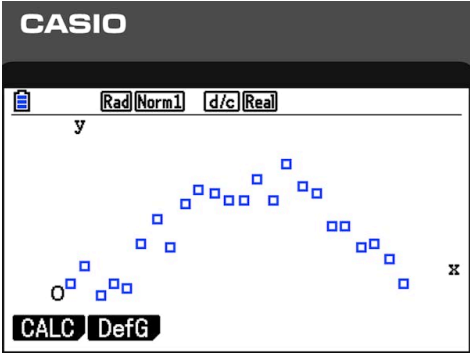 CASIO
Rad Norm1 d/c Real
y
x
O
CALC DefG